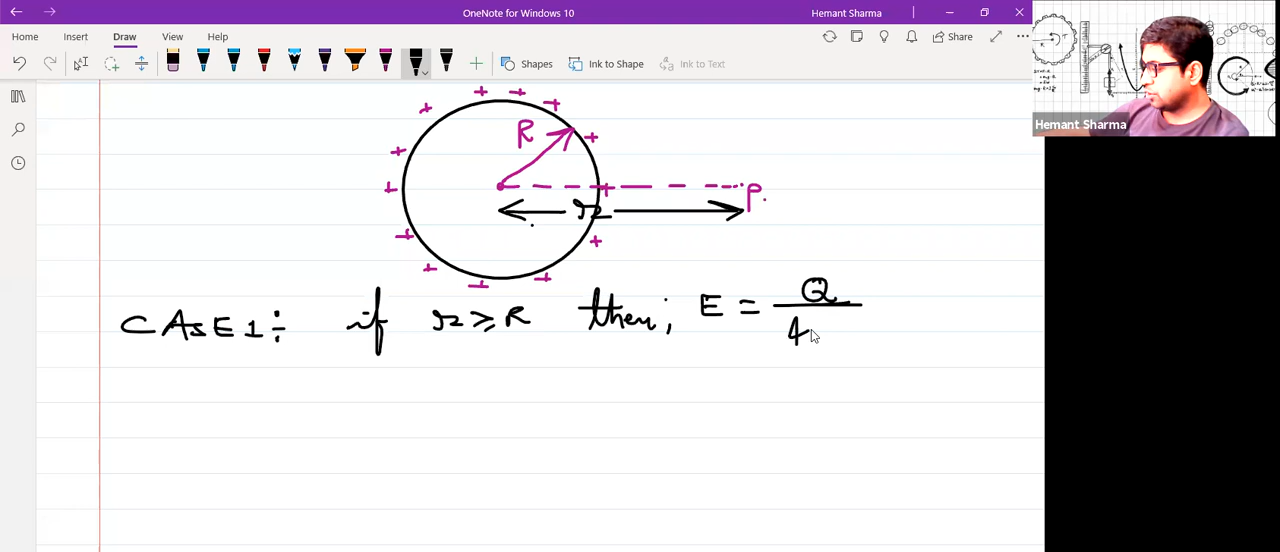 OneNote for Windows 10
Hemant Sharma
Home Insert Draw View Help
Share
Shapes Ink to Shape Ink to Text
Hemant Sharma
+ + + + + + + + + + + + + + +
R
P.
r
CASE 1: if r ≥ R then; E = Q
4